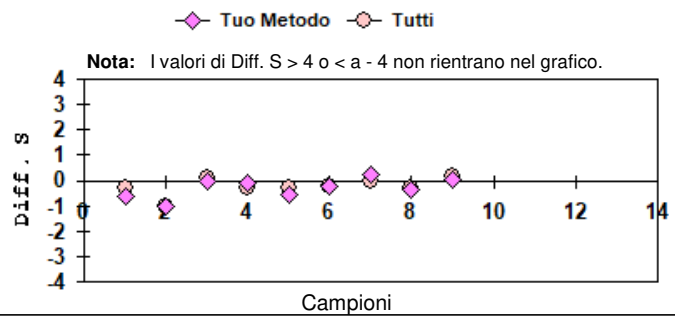 Tuo Metodo Tutti
Nota: I valori di Diff. S > 4 o < a - 4 non rientrano nel grafico.
4
3
2
1
0
-1
-2
-3
-4
Diff. S
0 2 4 6 8 10 12 14
Campioni